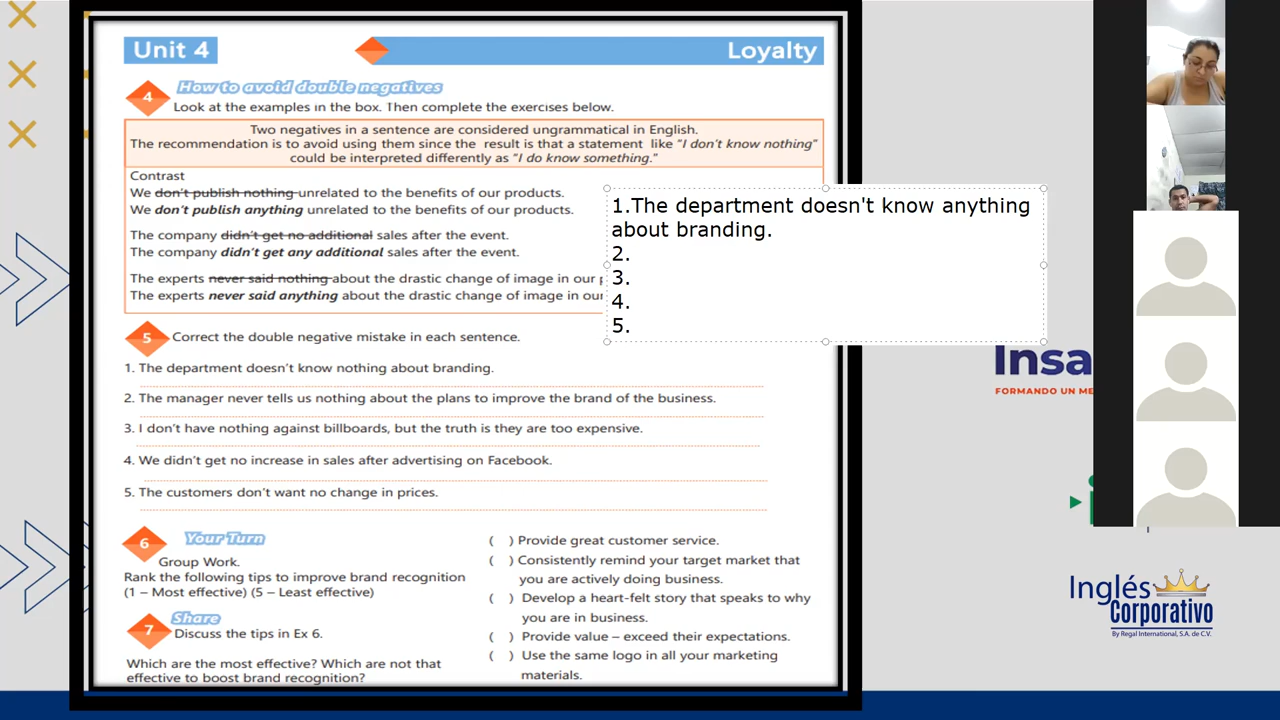 Unit 4
Loyalty
4
How to avoid double negatives
Look at the examples in the box. Then complete the exercises below.
Two negatives in a sentence are considered ungrammatical in English.
The recommendation is to avoid using them since the result is that a statement like "I don't know nothing"
could be interpreted differently as "I do know something."
Contrast
We don't publish nothing unrelated to the benefits of our products.
We don't publish anything unrelated to the benefits of our products.
The company didn't get no additional sales after the event.
The company didn't get any additional sales after the event.
The experts never said nothing about the drastic change of image in our
The experts never said anything about the drastic change of image in our
1.The department doesn't know anything
about branding.
2.
3.
4.
5.
5
Correct the double negative mistake in each sentence.
1. The department doesn't know nothing about branding.
2. The manager never tells us nothing about the plans to improve the brand of the business.
3. I don't have nothing against billboards, but the truth is they are too expensive.
4. We didn't get no increase in sales after advertising on Facebook.
5. The customers don't want no change in prices.
6
Your Turn
Group Work.
Rank the following tips to improve brand recognition
(1 – Most effective) (5 – Least effective)
7
Share
Discuss the tips in Ex 6.
Which are the most effective? Which are not that
effective to boost brand recognition?
( ) Provide great customer service.
( ) Consistently remind your target market that
you are actively doing business.
( ) Develop a heart-felt story that speaks to why
you are in business.
( ) Provide value – exceed their expectations.
( ) Use the same logo in all your marketing
materials.
Insa
FORMANDO UN ME
Inglés
Corporativo
By Regal International, S.A. de C.V.